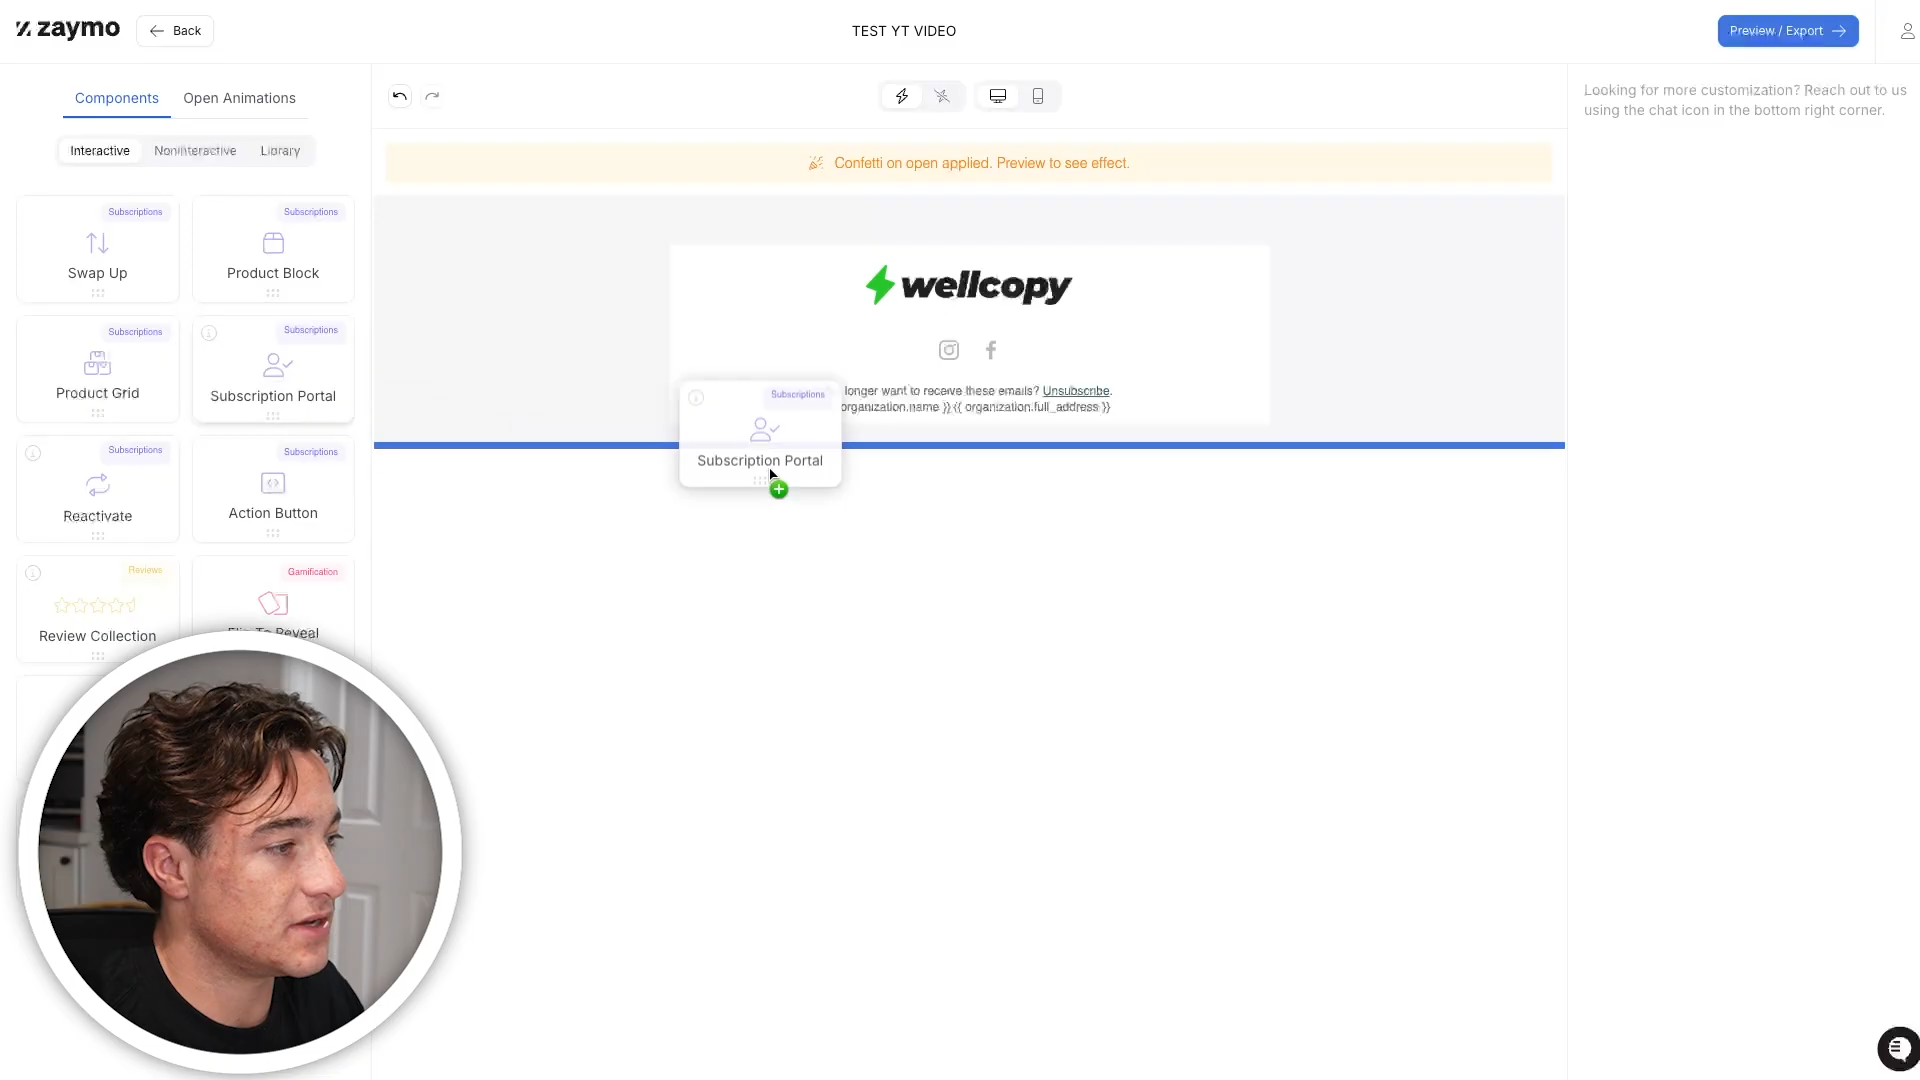 zaymo
Back
TEST YT VIDEO
Preview / Export
Components
Open Animations
Interactive
Noninteractive
Library
Confetti on open applied. Preview to see effect.
Looking for more customization? Reach out to us
using the chat icon in the bottom right corner.
Subscriptions
Swap Up
Subscriptions
Product Block
Subscriptions
Product Grid
Subscriptions
Subscription Portal
Subscriptions
Reactivate
Subscriptions
Action Button
Reviews
Review Collection
Gamification
Flip To Reveal
wellcopy
longer want to receive these emails? Unsubscribe.
organization.name }} {{ organization.full_address }}
Subscriptions
Subscription Portal